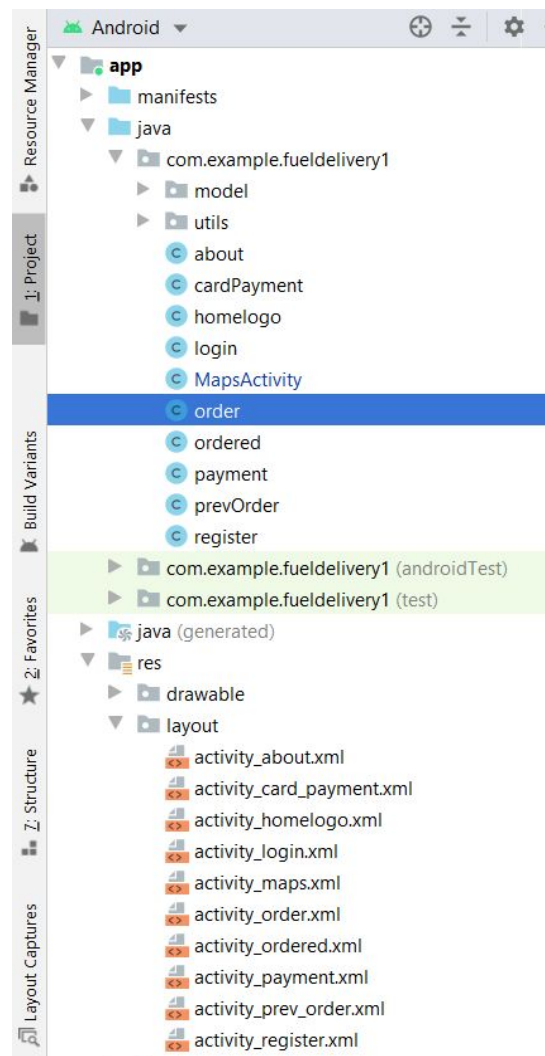 Android
app
manifests
java
com.example.fueldelivery1
model
utils
about
cardPayment
homelogo
login
MapsActivity
order
ordered
payment
prevOrder
register
com.example.fueldelivery1 (androidTest)
com.example.fueldelivery1 (test)
java (generated)
res
drawable
layout
activity_about.xml
activity_card_payment.xml
activity_homelogo.xml
activity_login.xml
activity_maps.xml
activity_order.xml
activity_ordered.xml
activity_payment.xml
activity_prev_order.xml
activity_register.xml
Resource Manager
1: Project
Build Variants
2: Favorites
7: Structure
Layout Captures